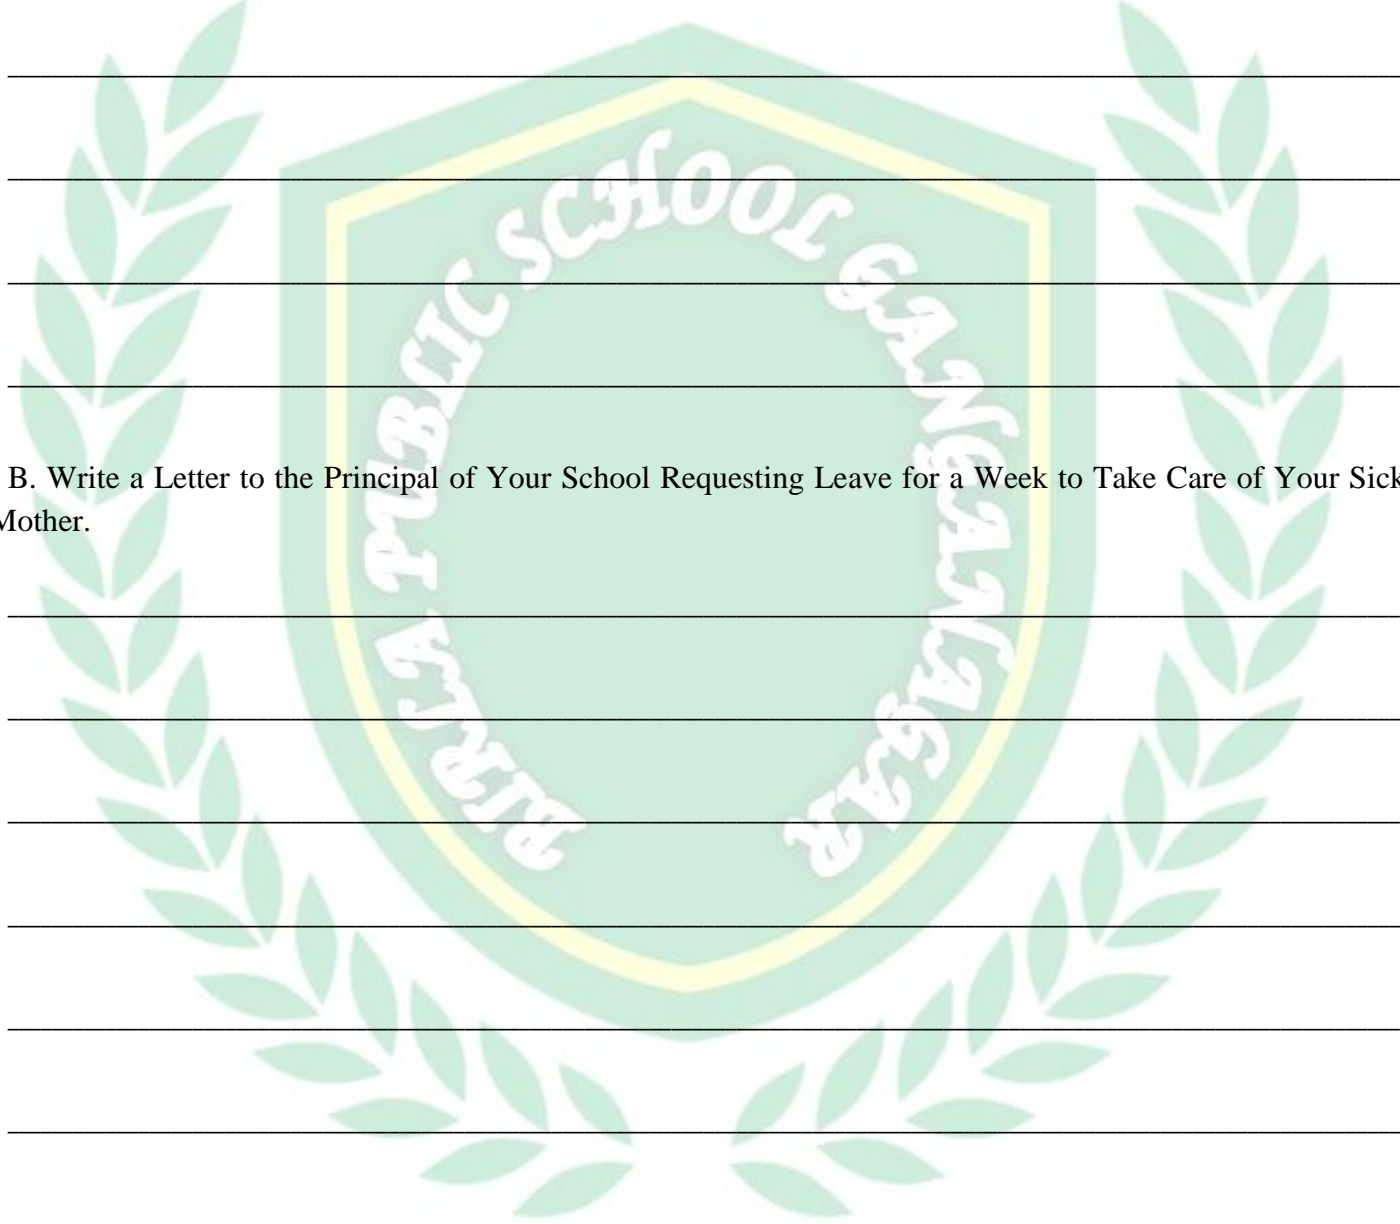 BIRLA PUBLIC SCHOOL GANGANAGAR
B. Write a Letter to the Principal of Your School Requesting Leave for a Week to Take Care of Your Sick
Mother.